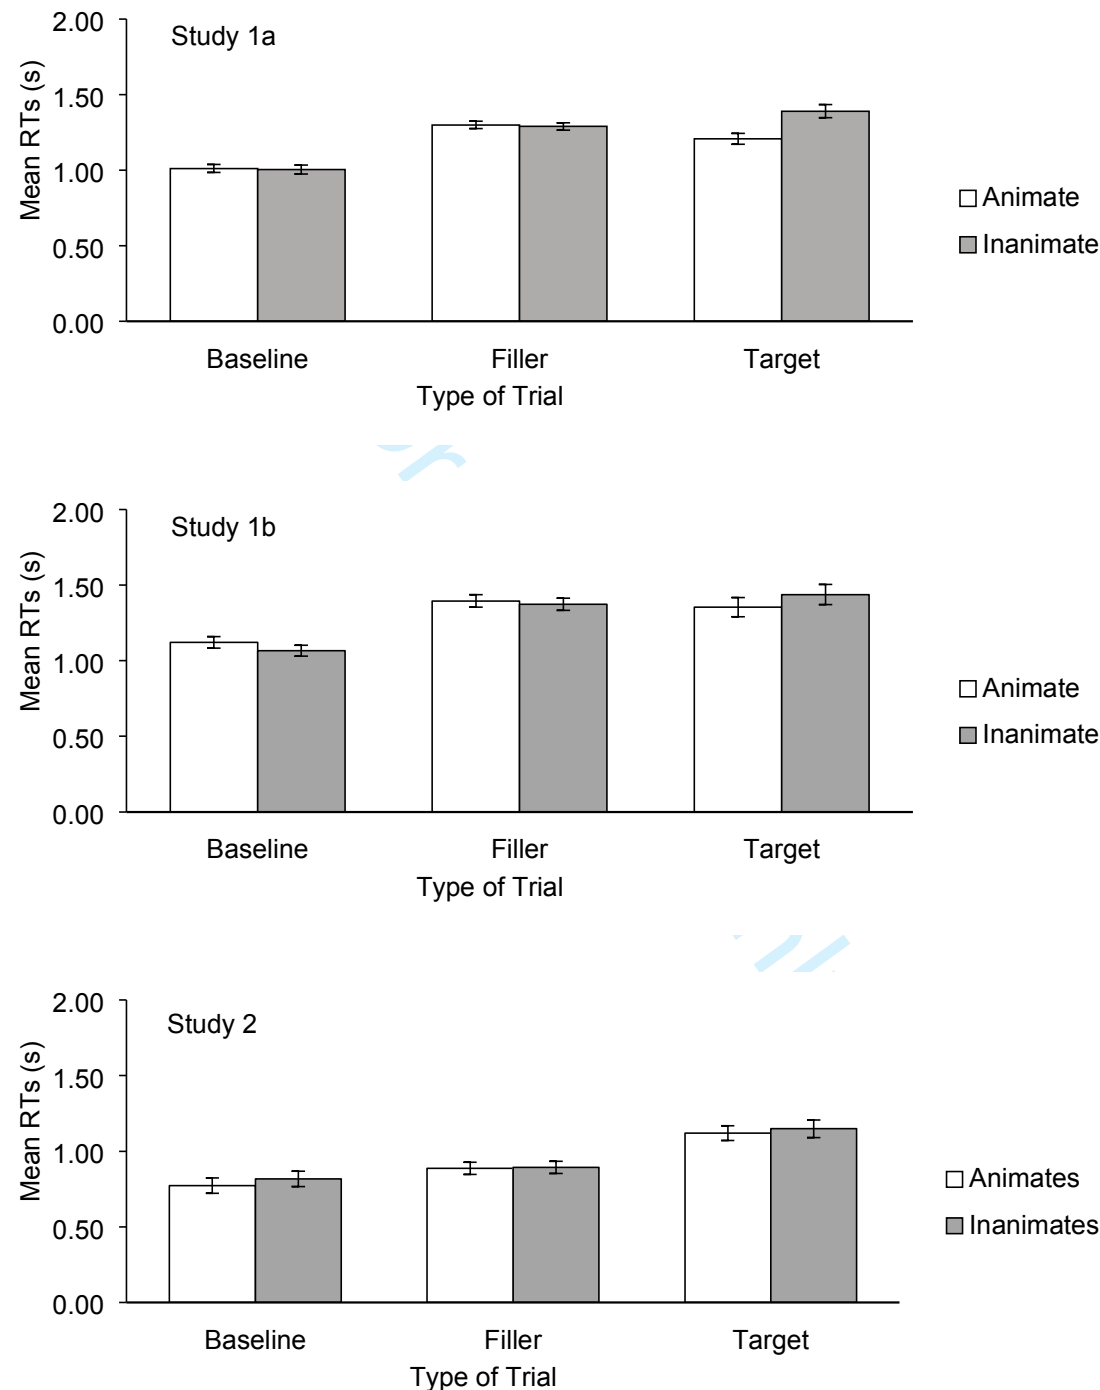 Study 1a
Mean RTs (s)
2.00
1.50
1.00
0.50
0.00
Baseline Filler Target
Type of Trial
Animate
Inanimate
Study 1b
Mean RTs (s)
2.00
1.50
1.00
0.50
0.00
Baseline Filler Target
Type of Trial
Animate
Inanimate
Study 2
Mean RTs (s)
2.00
1.50
1.00
0.50
0.00
Baseline Filler Target
Type of Trial
Animates
Inanimates